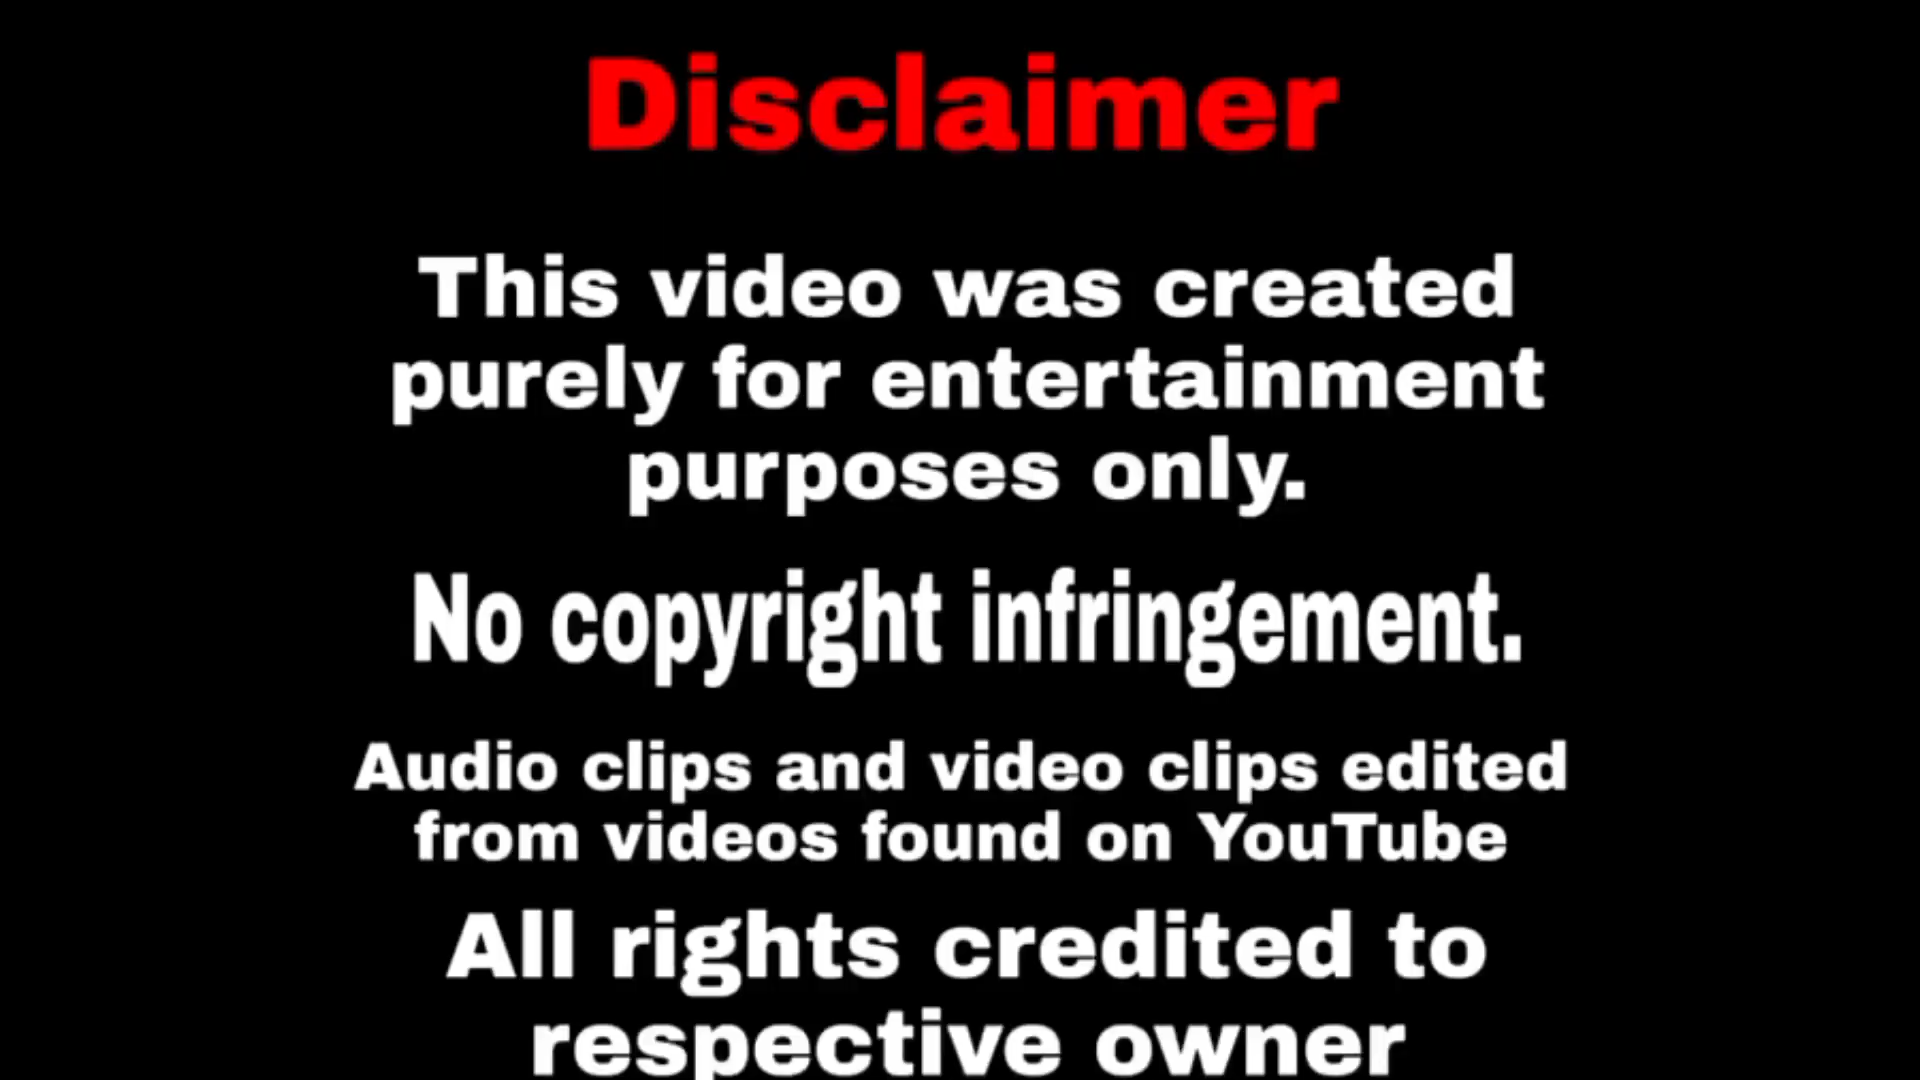 Disclaimer
This video was created
purely for entertainment
purposes only.
No copyright infringement.
Audio clips and video clips edited
from videos found on YouTube
All rights credited to
respective owner